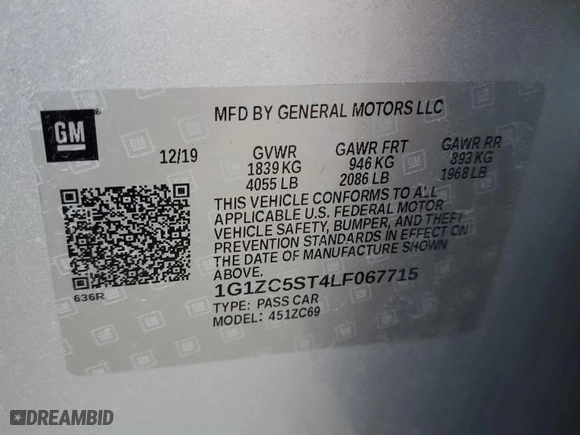 MFD BY GENERAL MOTORS LLC
GM
12/19 GVWR GAWR FRT GAWR RR
1839 KG 946 KG 893 KG
4055 LB 2086 LB 1968 LB
THIS VEHICLE CONFORMS TO ALL
APPLICABLE U.S. FEDERAL MOTOR
VEHICLE SAFETY, BUMPER, AND THEFT
PREVENTION STANDARDS IN EFFECT ON
THE DATE OF MANUFACTURE SHOWN
ABOVE.
636R
1G1ZC5ST4LF067715
TYPE: PASS CAR
MODEL: 451ZC69
DREAMBID